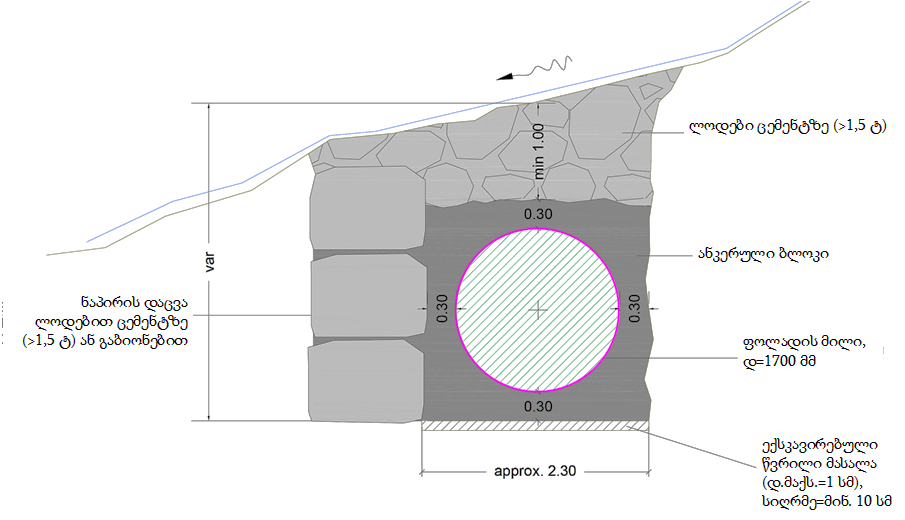 ლოდები ცემენტზე (>1,5 ტ)
min 1.00
0.30
ანკერული ბლოკი
var
ნაპირის დაცვა
ლოდებით ცემენტზე
(>1,5 ტ) ან გაბიონებით
0.30
0.30
ფოლადის მილი,
დ=1700 მმ
0.30
ექსკავირებული
წვრილი მასალა
(დ.მაქს.=1 სმ),
სიღრმე=მინ. 10 სმ
approx. 2.30